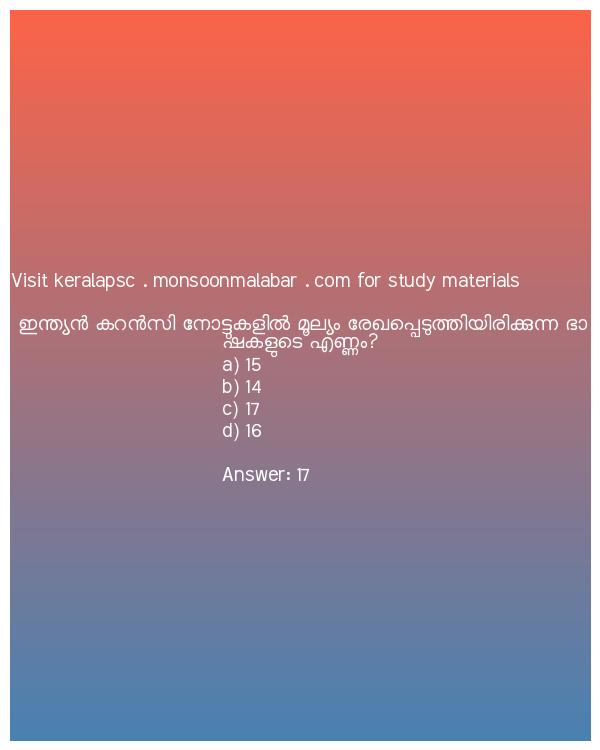 Visit keralapsc . monsoonmalabar . com for study materials
ഇന്ത്യൻ കറൻസി നോട്ടുകളിൽ മൂല്യം രേഖപ്പെടുത്തിയിരിക്കുന്ന ഭാ
ഷകളുടെ എണ്ണം?
a) 15
b) 14
c) 17
d) 16
Answer: 17